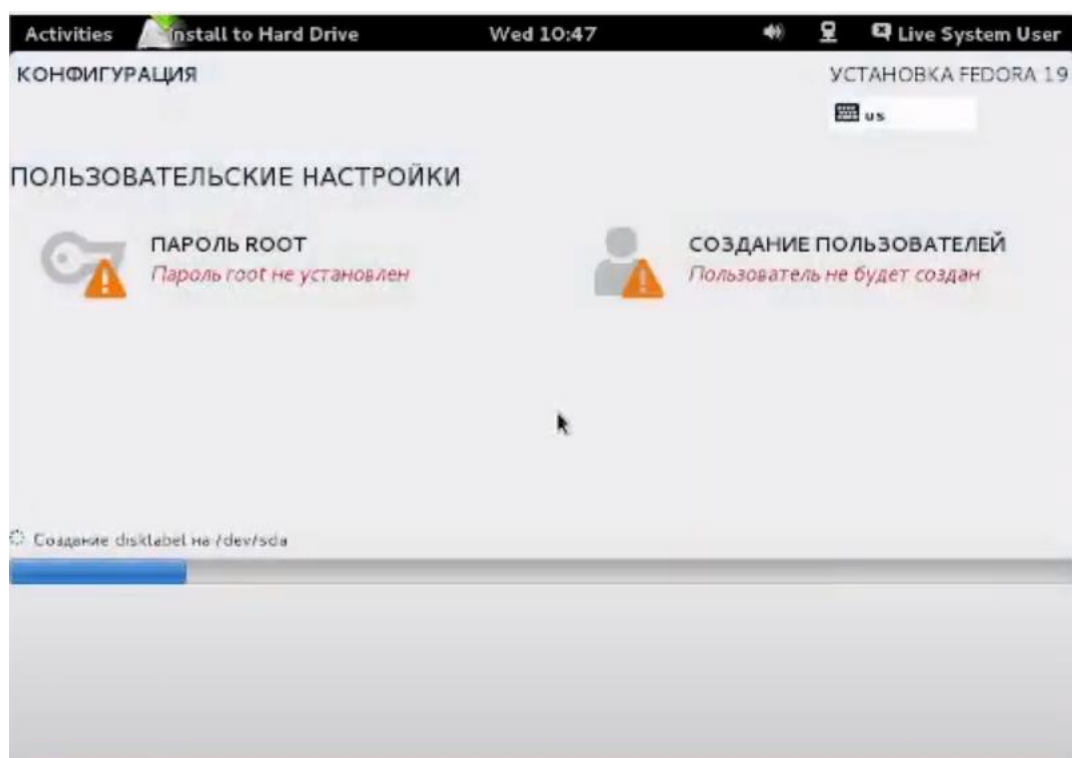 Activities nstall to Hard Drive Wed 10:47 Live System User
КОНФИГУРАЦИЯ УСТАНОВКА FEDORA 19
us
ПОЛЬЗОВАТЕЛЬСКИЕ НАСТРОЙКИ
ПАРОЛЬ ROOT
Пароль root не установлен
СОЗДАНИЕ ПОЛЬЗОВАТЕЛЕЙ
Пользователь не будет создан
Создание disklabel на /dev/sda